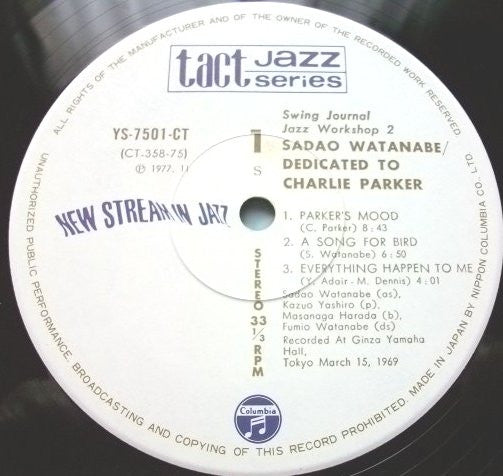 ALL RIGHTS OF THE MANUFACTURER AND OF THE OWNER OF THE RECORDED WORK RESERVED.
UNAUTHORIZED PUBLIC PERFORMANCE, BROADCASTING AND COPYING OF THIS RECORD PROHIBITED. MADE IN JAPAN BY NIPPON COLUMBIA CO., LTD.
tact JAZZ
series
YS-7501-CT
(CT-358-75)
℗ 1977. 11
1
S
NEW STREAM IN JAZZ
STEREO 33 1/3 RPM
Swing Journal
Jazz Workshop 2
SADAO WATANABE/
DEDICATED TO
CHARLIE PARKER
1. PARKER'S MOOD
(C. Parker) 8:43
2. A SONG FOR BIRD
(S. Watanabe) 6:50
3. EVERYTHING HAPPEN TO ME
(Y. Adair-M. Dennis) 4:01
Sadao Watanabe (as),
Kazuo Yashiro (p),
Masanaga Harada (b),
Fumio Watanabe (ds)
Recorded At Ginza Yamaha
Hall,
Tokyo March 15, 1969
Columbia